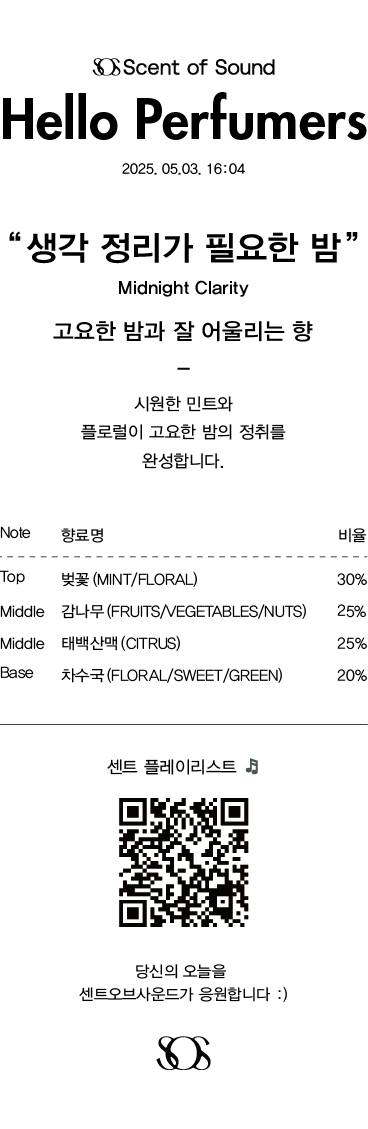 SOS Scent of Sound
Hello Perfumers
2025. 05.03. 16:04
“생각 정리가 필요한 밤”
Midnight Clarity
고요한 밤과 잘 어울리는 향
–
시원한 민트와
플로럴이 고요한 밤의 정취를
완성합니다.
Note 향료명 비율
Top 벚꽃 (MINT/FLORAL) 30%
Middle 감나무 (FRUITS/VEGETABLES/NUTS) 25%
Middle 태백산맥 (CITRUS) 25%
Base 차수국 (FLORAL/SWEET/GREEN) 20%
센트 플레이리스트 🎵
당신의 오늘을
센트오브사운드가 응원합니다 :)
SOS